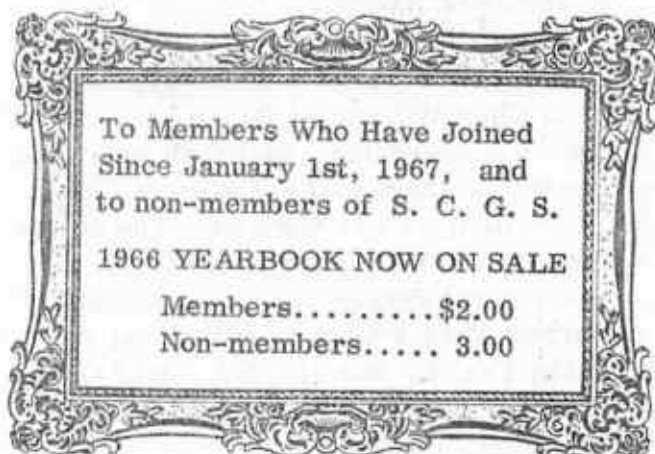 To Members Who Have Joined
Since January 1st, 1967, and
to non-members of S. C. G. S.
1966 YEARBOOK NOW ON SALE
Members.........$2.00
Non-members..... 3.00